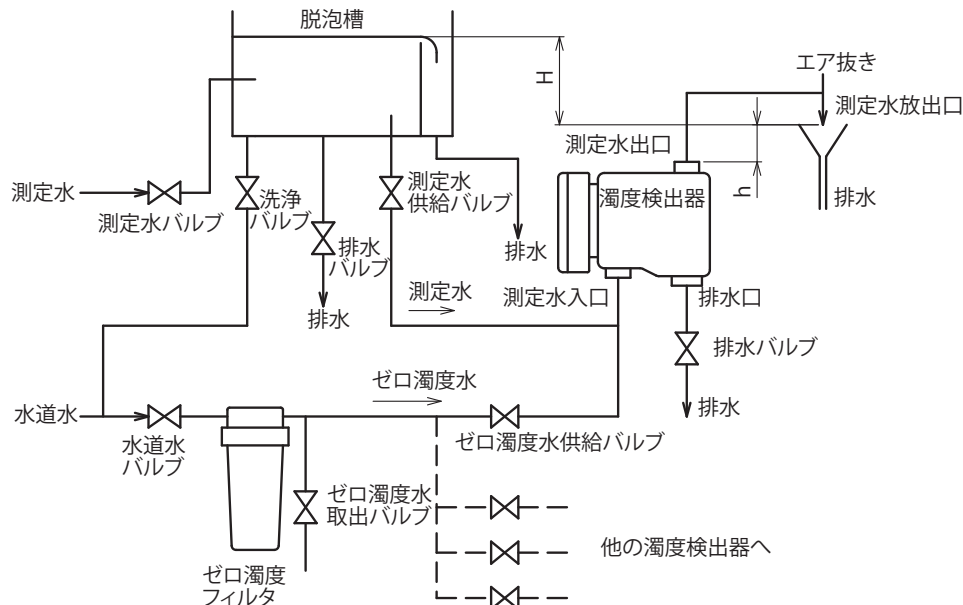 脱泡槽
H
エア抜き
測定水放出口
測定水出口
h
測定水
測定水バルブ
洗浄
バルブ
測定水
供給バルブ
濁度検出器
排水
排水
バルブ
排水
測定水
測定水入口
排水口
排水
排水バルブ
ゼロ濁度水
水道水
排水
水道水
バルブ
ゼロ濁度水供給バルブ
ゼロ濁度水
取出バルブ
他の濁度検出器へ
ゼロ濁度
フィルタ